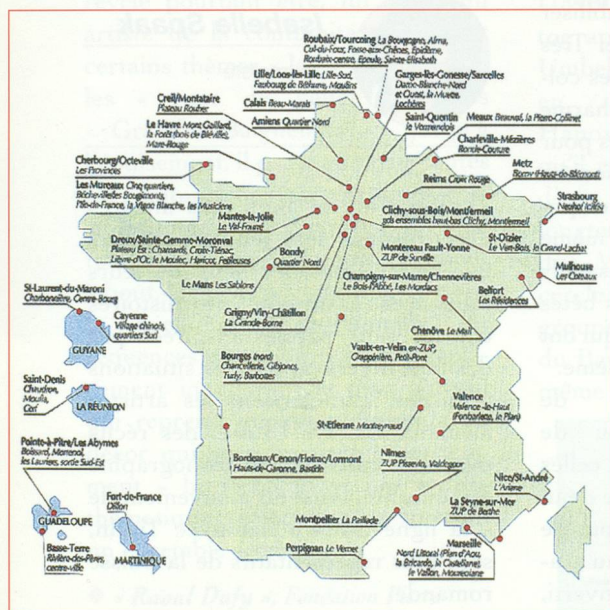 Roubaix/Tourcoing La Bourgogne, Alma,
Cul-du-Four, Fosse-aux-Chênes, Epidème,
Roubaix-centre, Epeule, Sainte-Elisabeth
Lille/Loos-lès-Lille Lille-Sud,
Faubourg de Béthune, Moulins
Garges-lès-Gonesse/Sarcelles
Dame-Blanche-Nord
et Ouest, la Muette,
Lochères
Creil/Montataire
Plateau Rouher
Calais Beau-Marais
Saint-Quentin
le Vermandois
Meaux Beauval, la Pierre-Collinet
Le Havre Mont Gaillard,
la Forêt (bois de Bléville),
Mare-Rouge
Amiens Quartier Nord
Charleville-Mézières
Ronde-Couture
Cherbourg/Octeville
Les Provinces
Metz
Borny (Hauts-de-Blémont)
Reims Croix Rouge
Les Mureaux Cinq quartiers,
Bècheville les Bougimonts,
l'Ile-de-France, la Vigne Blanche, les Musiciens
Strasbourg
Neuhof
Mantes-la-Jolie
Le Val-Fourré
Clichy-sous-Bois/Montfermeil
gds ensembles haut-bas Clichy, Montfermeil
St-Dizier
Le Vert-Bois, le Grand-Lachat
Dreux/Sainte-Gemme-Moronval
Plateau Est : Chamards, Croix-Tiénac,
Lièvre-d'Or, le Moulec, Haricot, Feilleuses
Bondy
Quartier Nord
Montereau Fault-Yonne
ZUP de Surville
Mulhouse
Les Coteaux
Le Mans Les Sablons
Champigny-sur-Marne/Chennevières
Le Bois-l'Abbé, Les Mordacs
Belfort
Les Résidences
St-Laurent-du-Maroni
Charbonnière, Centre-Bourg
Grigny/Viry-Châtillon
La Grande-Borne
Cayenne
Village chinois,
quartiers Sud
Chenôve Le Mail
GUYANE
Bourges (nord)
Chancellerie, Gibjoncs,
Turly, Barbottes
Vaulx-en-Velin ex-ZUP,
Grappinière, Petit-Pont
Saint-Denis
Chaudron,
Moufia,
Cerf
LA RÉUNION
Valence
Valence-le-Haut
(Fontbarlette, le Plan)
St-Etienne Montreynaud
Pointe-à-Pitre/Les Abymes
Boissard, Mortenol,
les Lauriers, sortie Sud-Est
Bordeaux/Cenon/Floirac/Lormont
Hauts-de-Garonne, Bastide
Nîmes
ZUP Pissevin, Valdegour
Nice/St-André
L'Ariane
Fort-de-France
Dillon
La Seyne-sur-Mer
ZUP de Berthe
GUADELOUPE
Montpellier La Paillade
Basse-Terre
Rivière-des-Pères,
centre-ville
MARTINIQUE
Perpignan Le Vernet
Marseille
Nord Littoral (Plan d'Aou,
la Bricarde, la Castellane),
le Vallon, Mourepiane